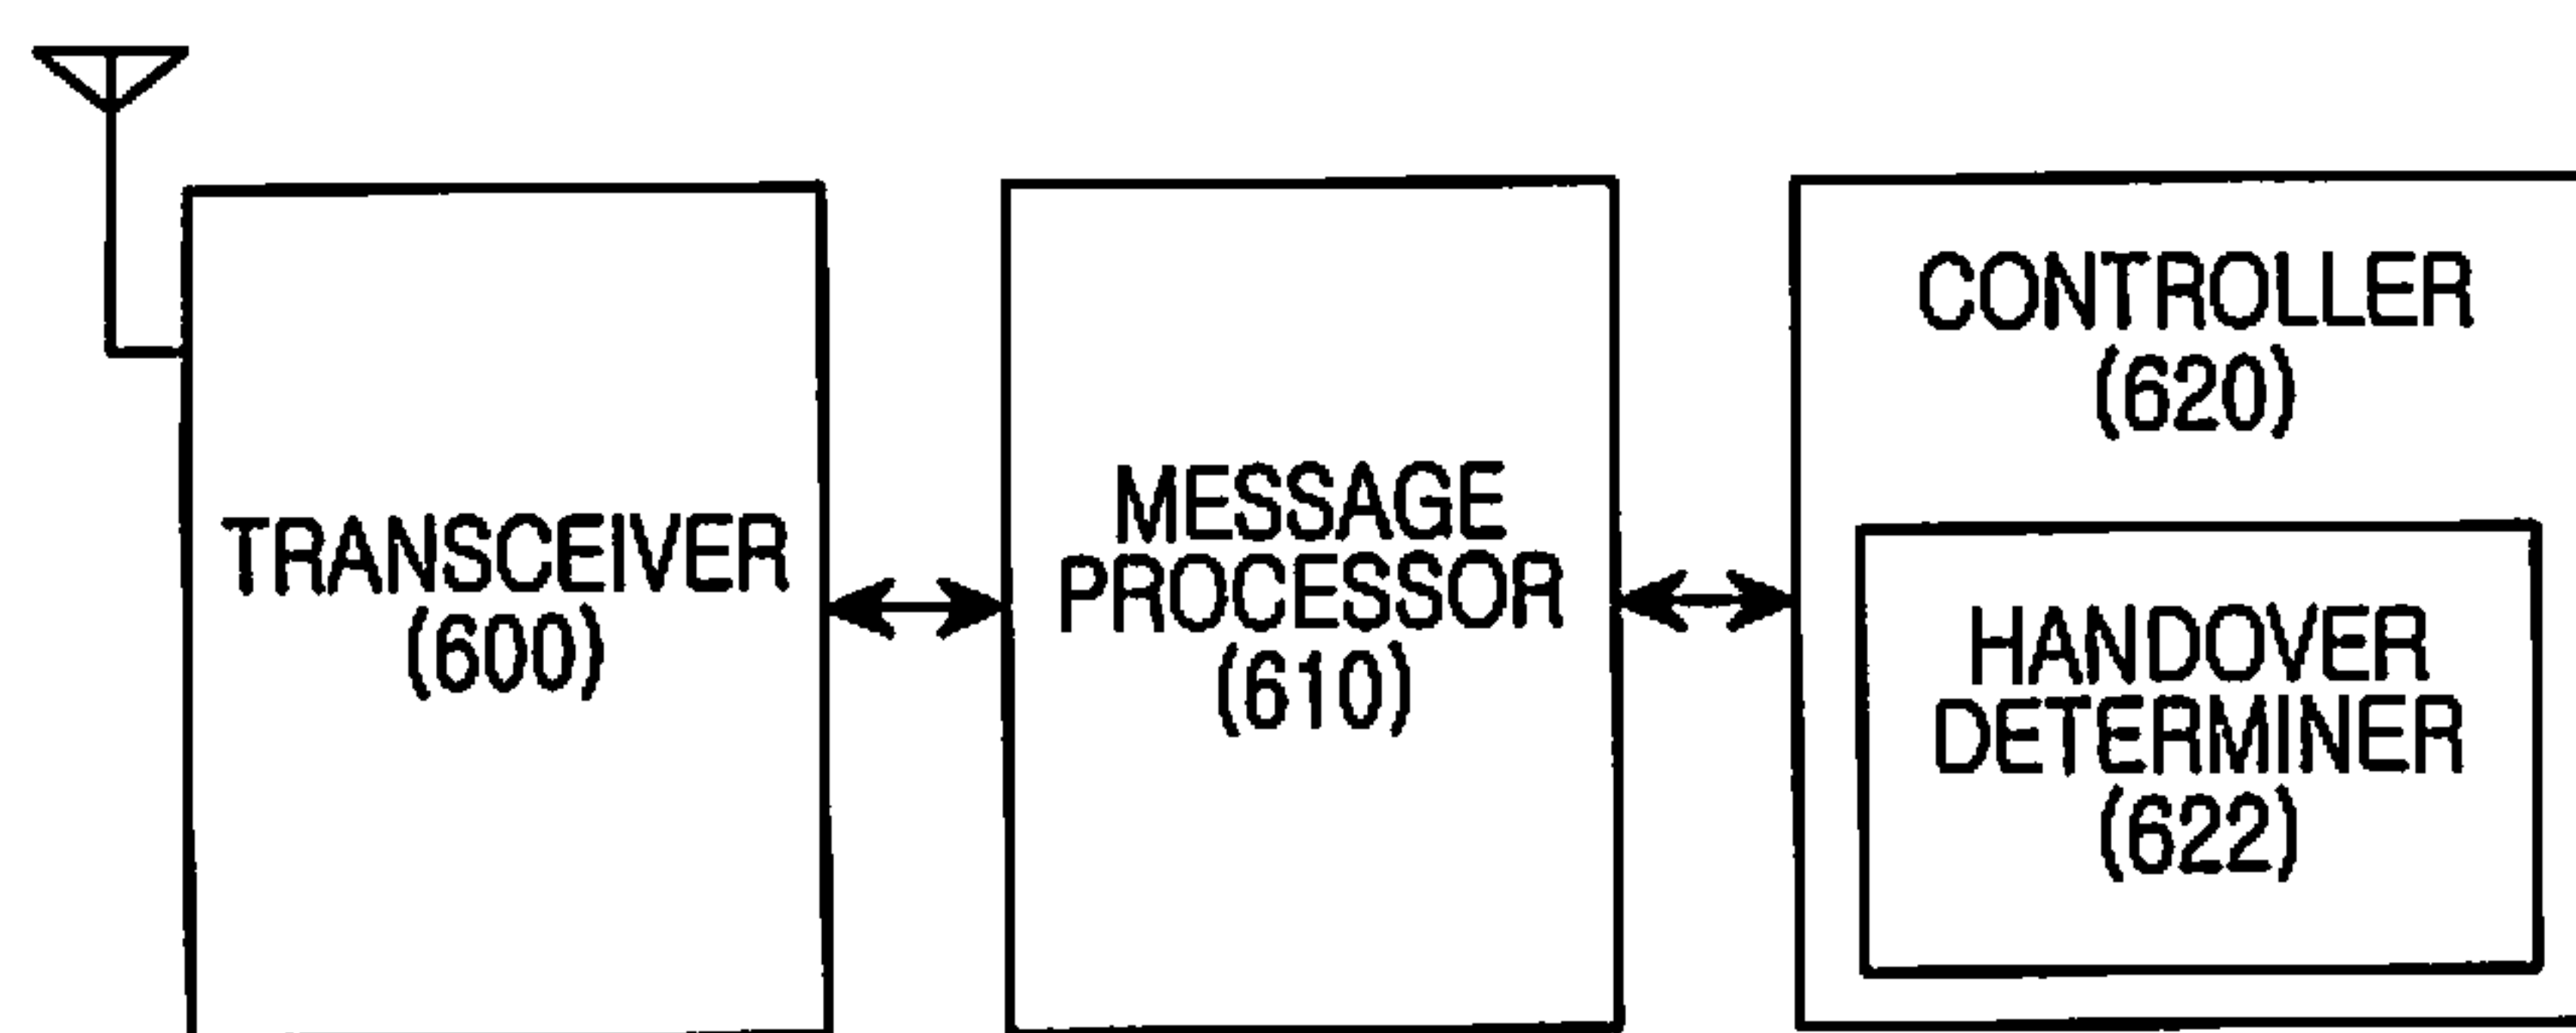 TRANSCEIVER
(600)
MESSAGE
PROCESSOR
(610)
CONTROLLER
(620)
HANDOVER
DETERMINER
(622)